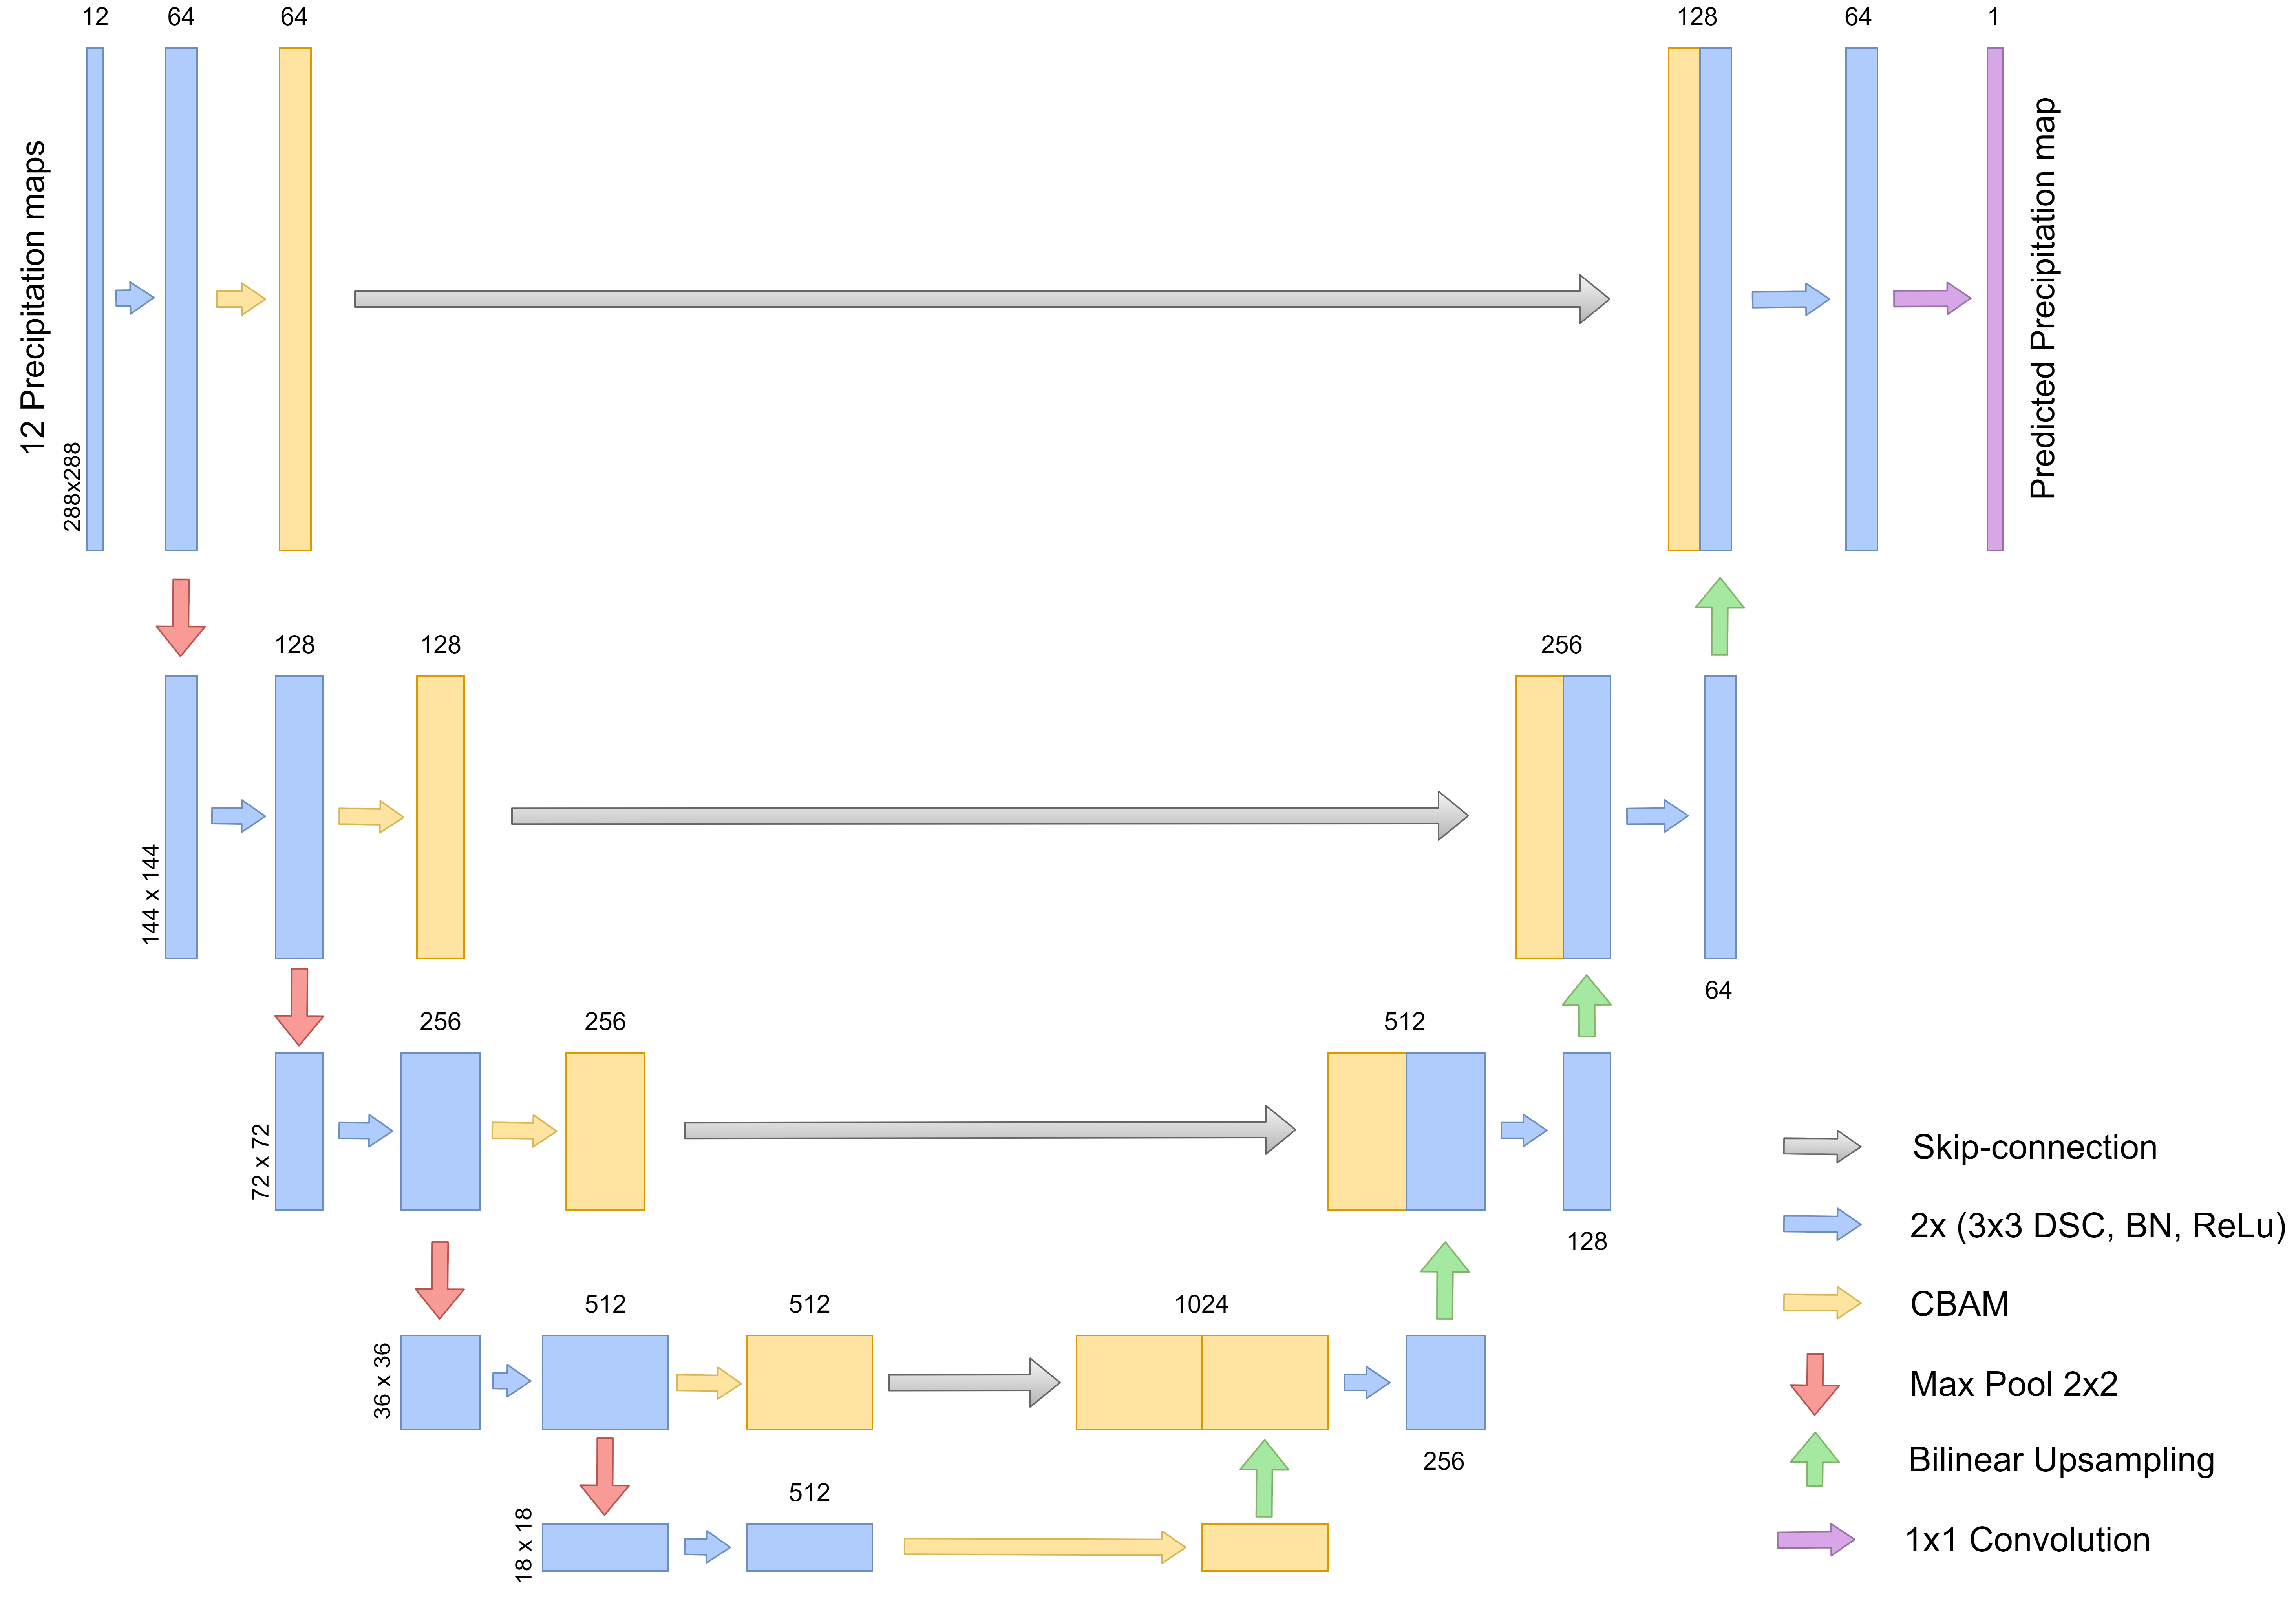 12
64
64
128
64
1
12 Precipitation maps
288x288
Predicted Precipitation map
128
128
256
144 x 144
64
256
256
512
72 x 72
128
512
512
1024
36 x 36
256
512
18 x 18
Skip-connection
2x (3x3 DSC, BN, ReLu)
CBAM
Max Pool 2x2
Bilinear Upsampling
1x1 Convolution